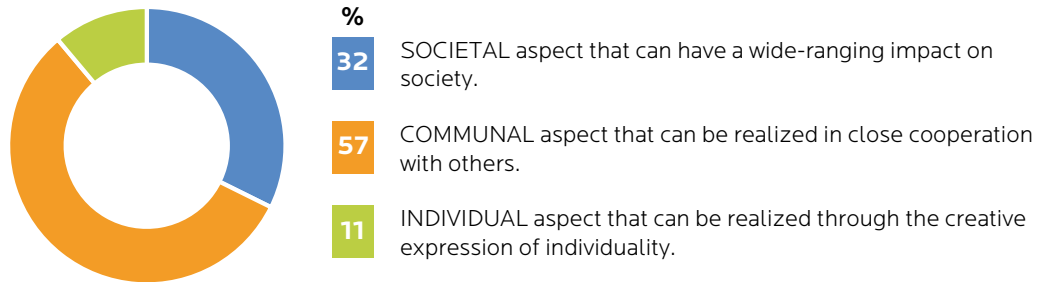 %
32 SOCIETAL aspect that can have a wide-ranging impact on
society.
57 COMMUNAL aspect that can be realized in close cooperation
with others.
11 INDIVIDUAL aspect that can be realized through the creative
expression of individuality.